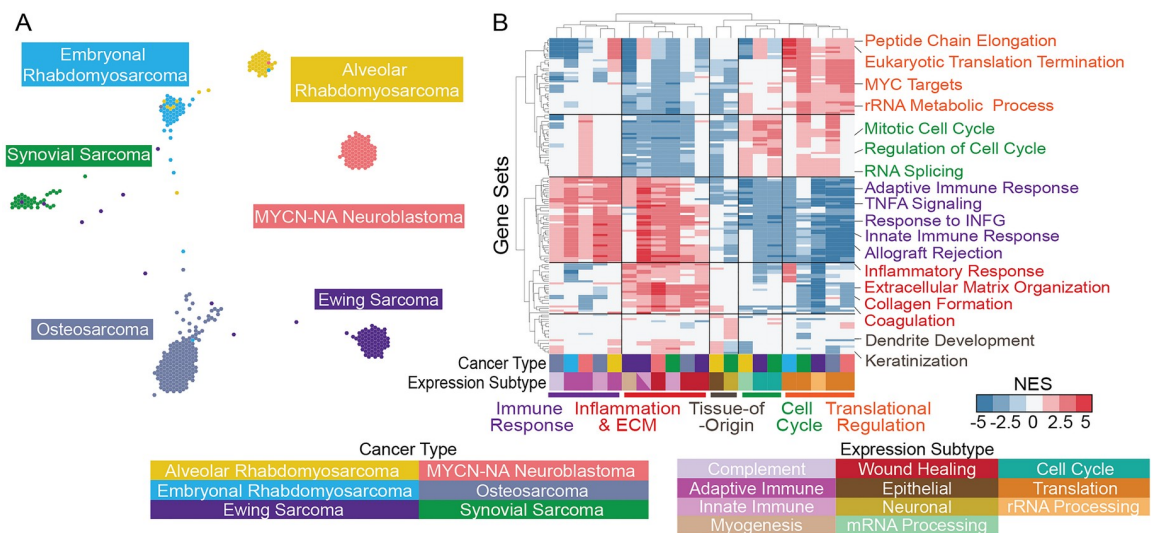 A
Embryonal
Rhabdomyosarcoma
Alveolar
Rhabdomyosarcoma
Synovial Sarcoma
MYCN-NA Neuroblastoma
Ewing Sarcoma
Osteosarcoma
B
Gene Sets
Peptide Chain Elongation
Eukaryotic Translation Termination
MYC Targets
rRNA Metabolic Process
Mitotic Cell Cycle
Regulation of Cell Cycle
RNA Splicing
Adaptive Immune Response
TNFA Signaling
Response to INFG
Innate Immune Response
Allograft Rejection
Inflammatory Response
Extracellular Matrix Organization
Collagen Formation
Coagulation
Dendrite Development
Keratinization
Cancer Type
Expression Subtype
Immune
Response
Inflammation
& ECM
Tissue-of
-Origin
Cell
Cycle
Translational
Regulation
NES
-5 -2.5 0 2.5 5
Cancer Type
Alveolar Rhabdomyosarcoma MYCN-NA Neuroblastoma
Embryonal Rhabdomyosarcoma Osteosarcoma
Ewing Sarcoma Synovial Sarcoma
Expression Subtype
Complement Wound Healing Cell Cycle
Adaptive Immune Epithelial Translation
Innate Immune Neuronal rRNA Processing
Myogenesis mRNA Processing